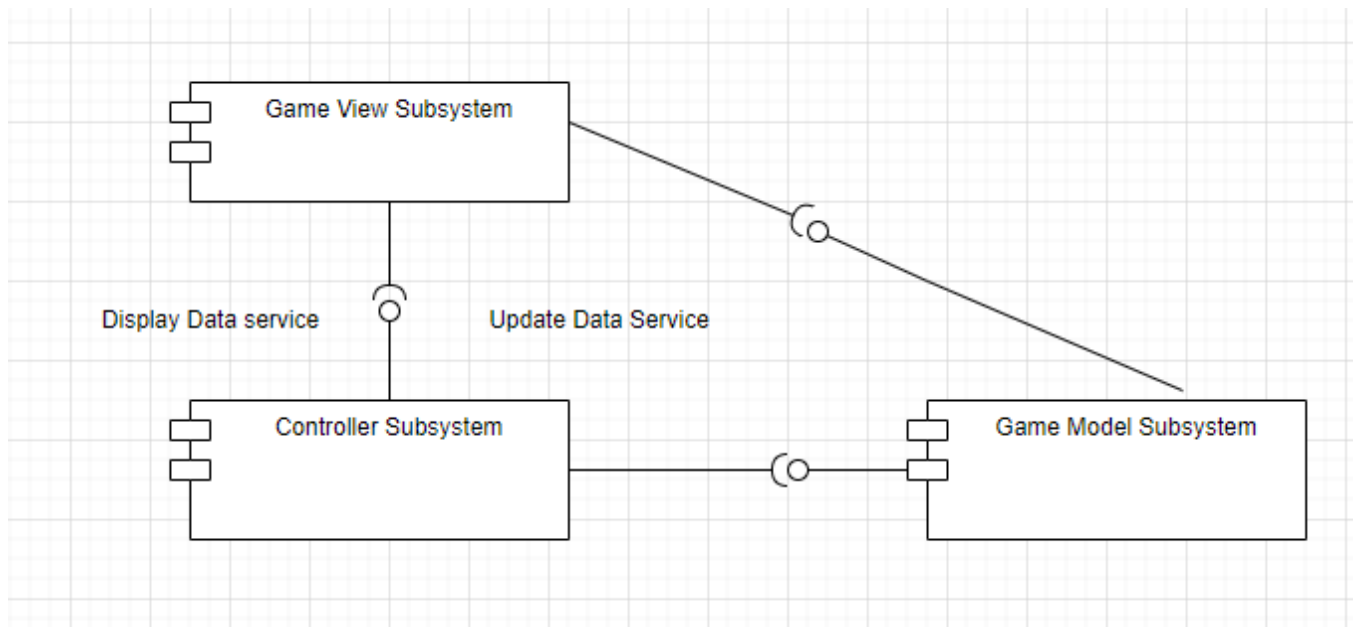 Game View Subsystem
Display Data service
Update Data Service
Controller Subsystem
Game Model Subsystem